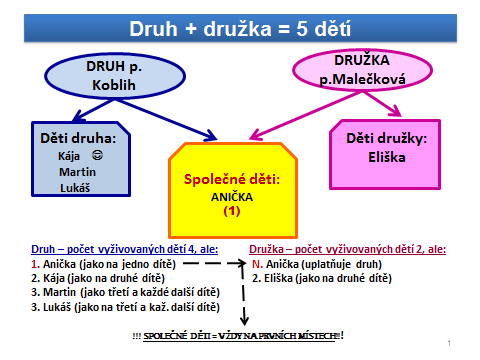 Druh + družka = 5 dětí
DRUH p.
Koblih
DRUŽKA
p.Malečková
Děti druha:
Kája ☺
Martin
Lukáš
Společné děti:
ANIČKA
(1)
Děti družky:
Eliška
Druh – počet vyživovaných dětí 4, ale:
1. Anička (jako na jedno dítě)
2. Kája (jako na druhé dítě)
3. Martin (jako třetí a každé další dítě)
3. Lukáš (jako na třetí a kaž. další dítě)
Družka – počet vyživovaných dětí 2, ale:
N. Anička (uplatňuje druh)
2. Eliška (jako na druhé dítě)
!!! SPOLEČNÉ DĚTI = VŽDY NA PRVNÍCH MÍSTECH!!!
1